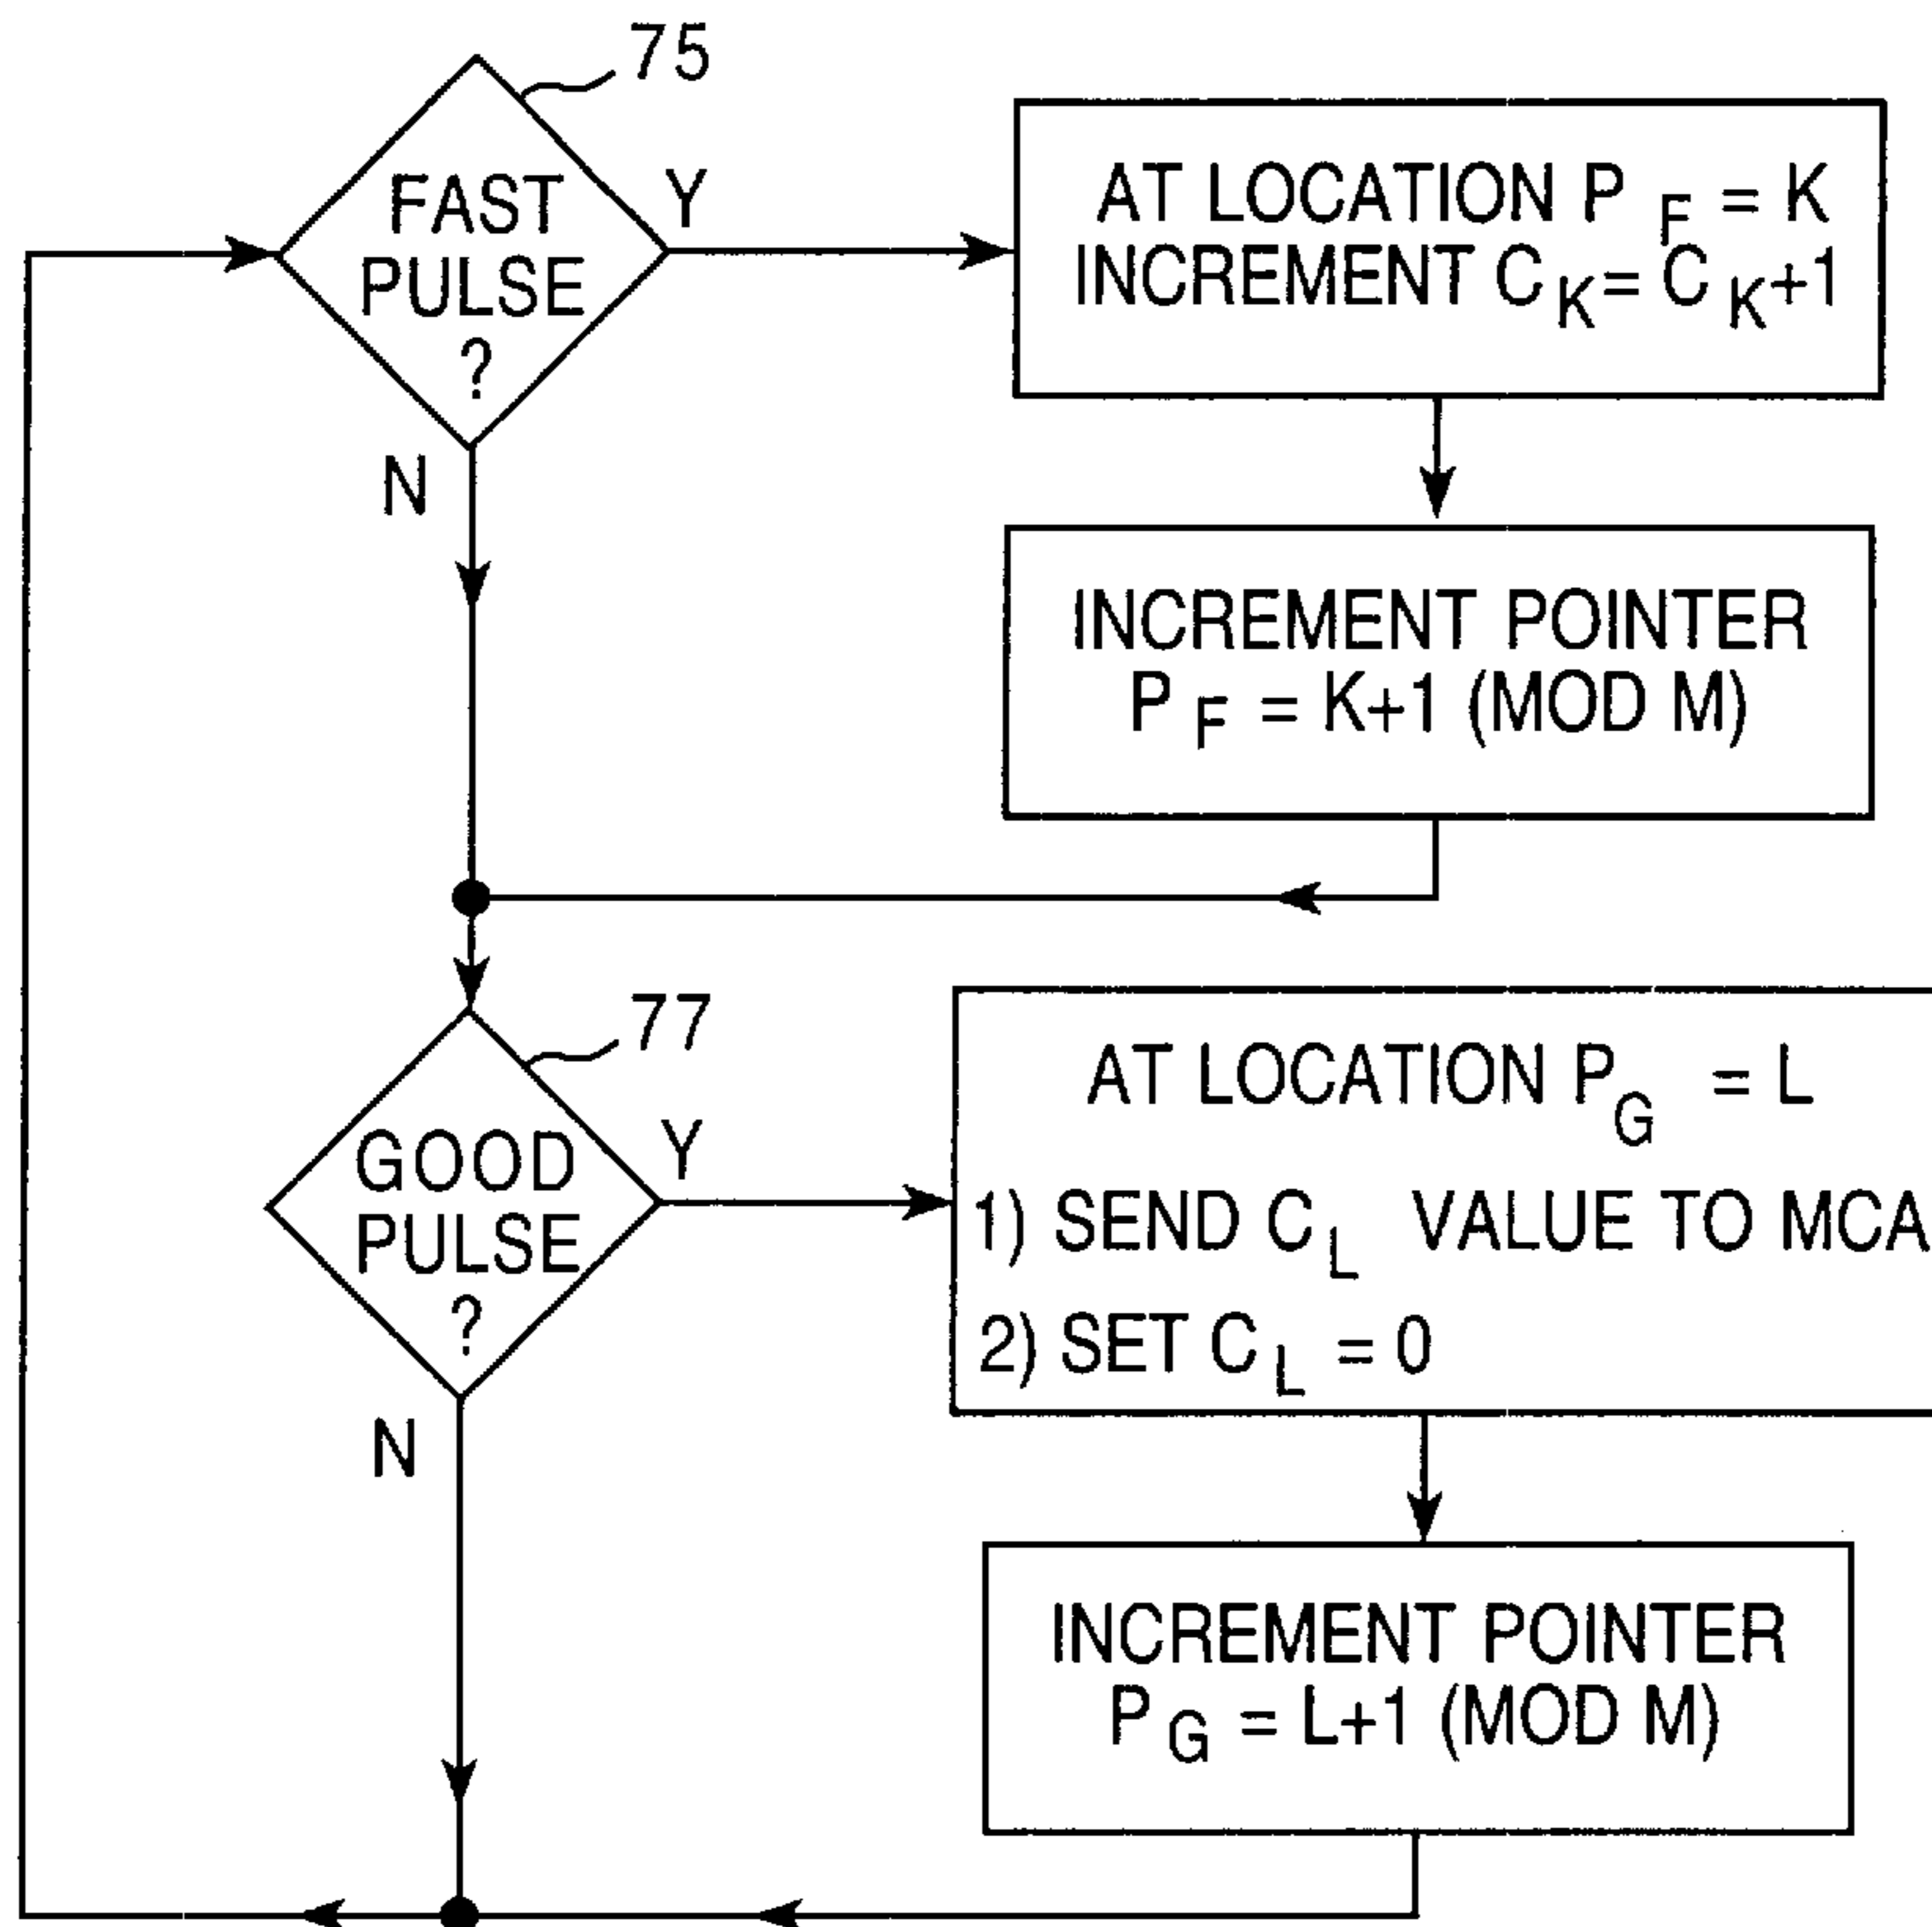 75
FAST
PULSE
?
Y
N
AT LOCATION P F = K
INCREMENT C K = C K +1
INCREMENT POINTER
P F = K+1 (MOD M)
77
GOOD
PULSE
?
Y
N
AT LOCATION P G = L
1) SEND C L VALUE TO MCA
2) SET C L = 0
INCREMENT POINTER
P G = L+1 (MOD M)